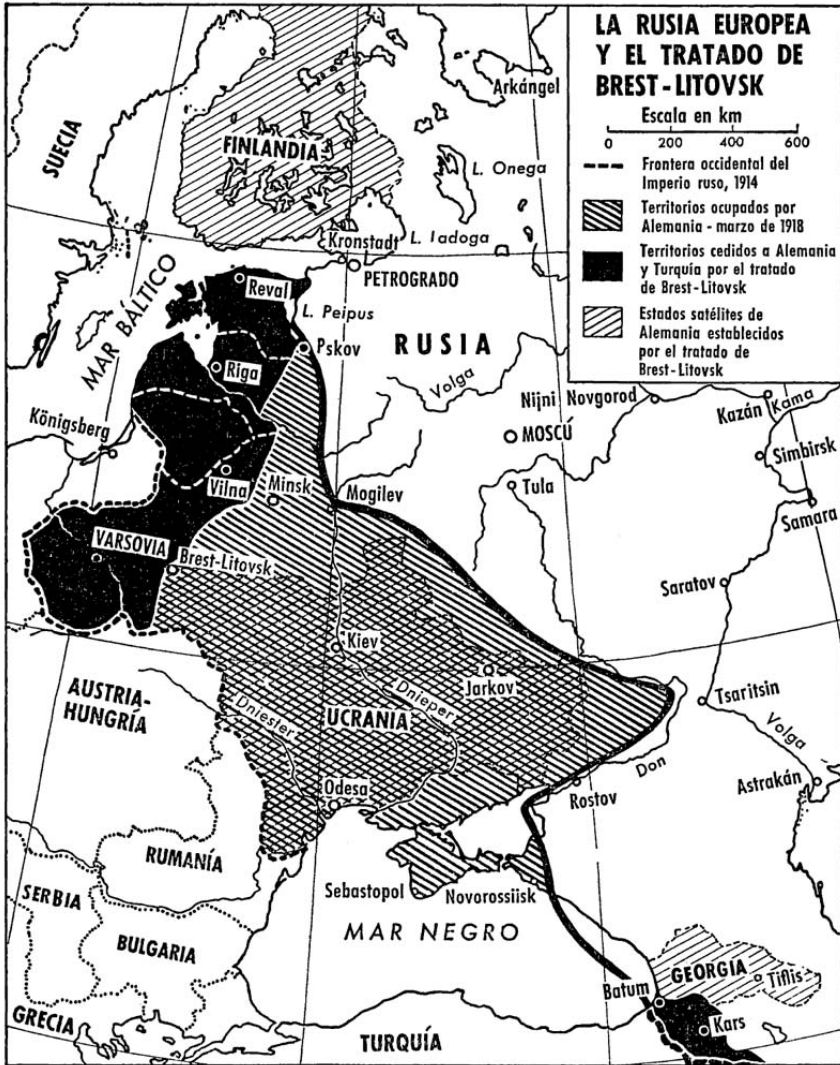 LA RUSIA EUROPEA
Y EL TRATADO DE
BREST-LITOVSK
Escala en km
0 200 400 600
Frontera occidental del
Imperio ruso, 1914
Territorios ocupados por
Alemania - marzo de 1918
Territorios cedidos a Alemania
y Turquía por el tratado
de Brest-Litovsk
Estados satélites de
Alemania establecidos
por el tratado de
Brest-Litovsk
Arkángel
SUECIA
FINLANDIA
L. Onega
L. Iadoga
Kronstadt
PETROGRADO
MAR BÁLTICO
Reval
L. Peipus
Pskov
RUSIA
Riga
Volga
Nijni Novgorod
Kazán
Kama
Königsberg
MOSCÚ
Simbirsk
Vilna
Minsk
Mogilev
Tula
Samara
VARSOVIA
Brest-Litovsk
Saratov
Kiev
Jarkov
AUSTRIA-
HUNGRÍA
Dniester
UCRANIA
Dnieper
Tsaritsin
Volga
Don
Odesa
Rostov
Astrakán
RUMANÍA
SERBIA
Sebastopol
Novorossiisk
BULGARIA
MAR NEGRO
GEORGIA
Tiflis
Batum
GRECIA
Kars
TURQUÍA